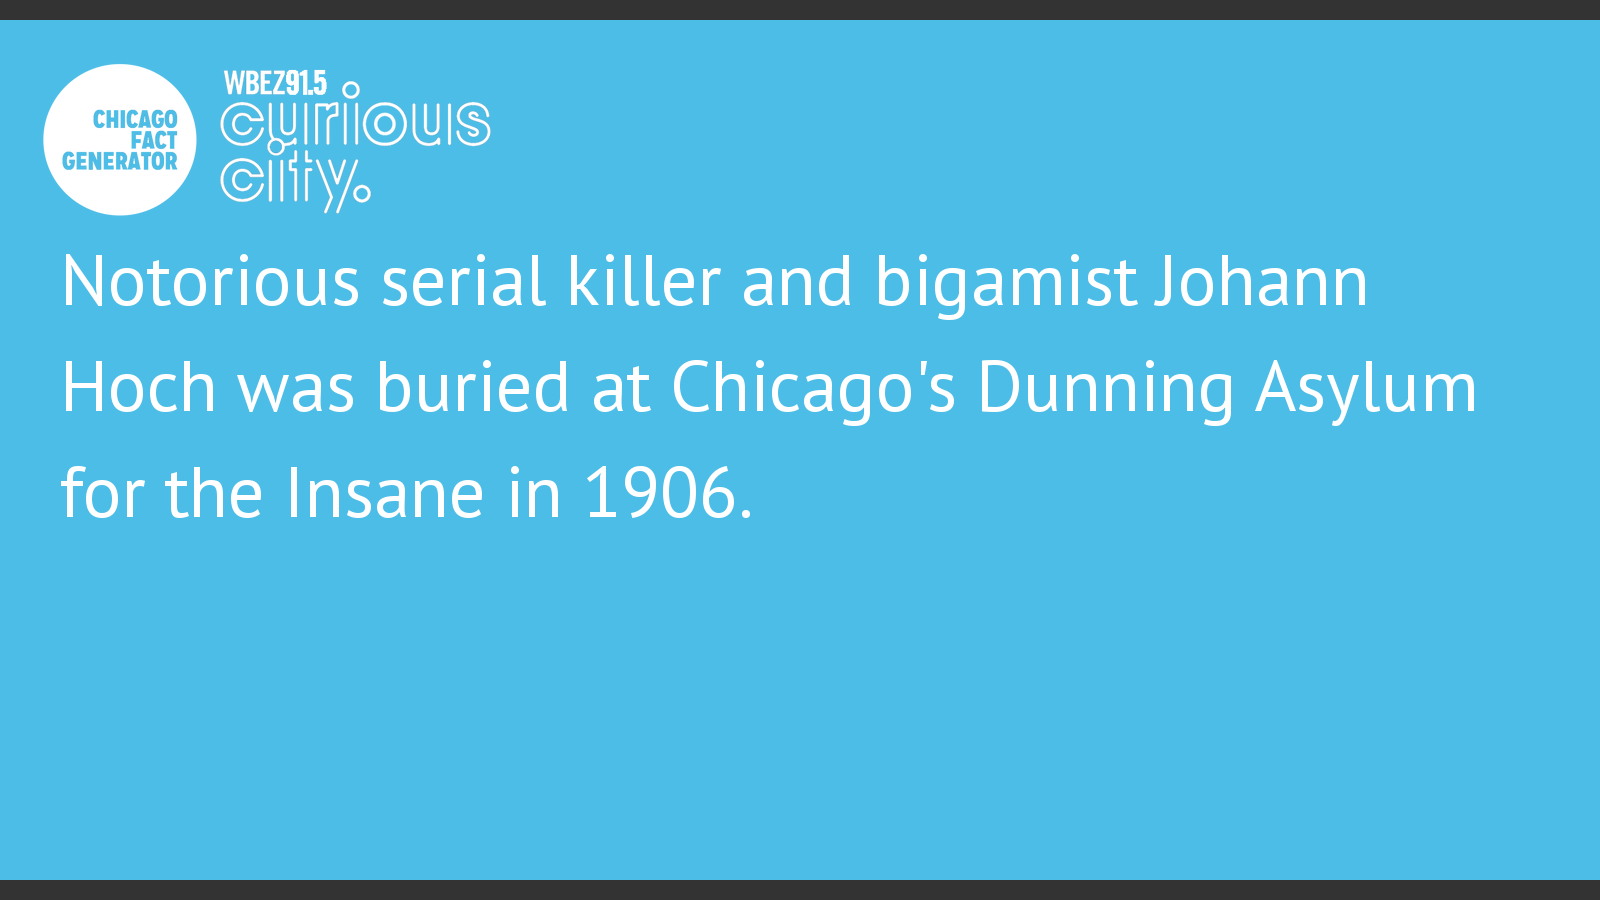 CHICAGO
FACT
GENERATOR
WBEZ91.5
curious
city.
Notorious serial killer and bigamist Johann
Hoch was buried at Chicago's Dunning Asylum
for the Insane in 1906.